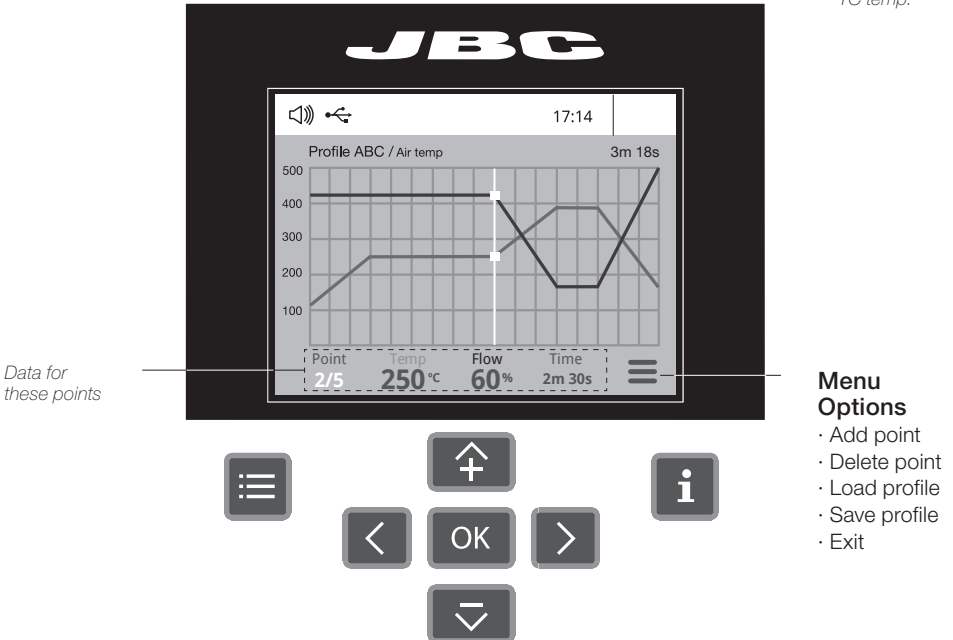 TC temp.
JBC
17:14
Profile ABC / Air temp 3m 18s
500
400
300
200
100
Point Temp Flow Time
2/5 250 ºC 60 % 2m 30s
Data for
these points
Menu
Options
· Add point
· Delete point
· Load profile
· Save profile
· Exit
i
OK